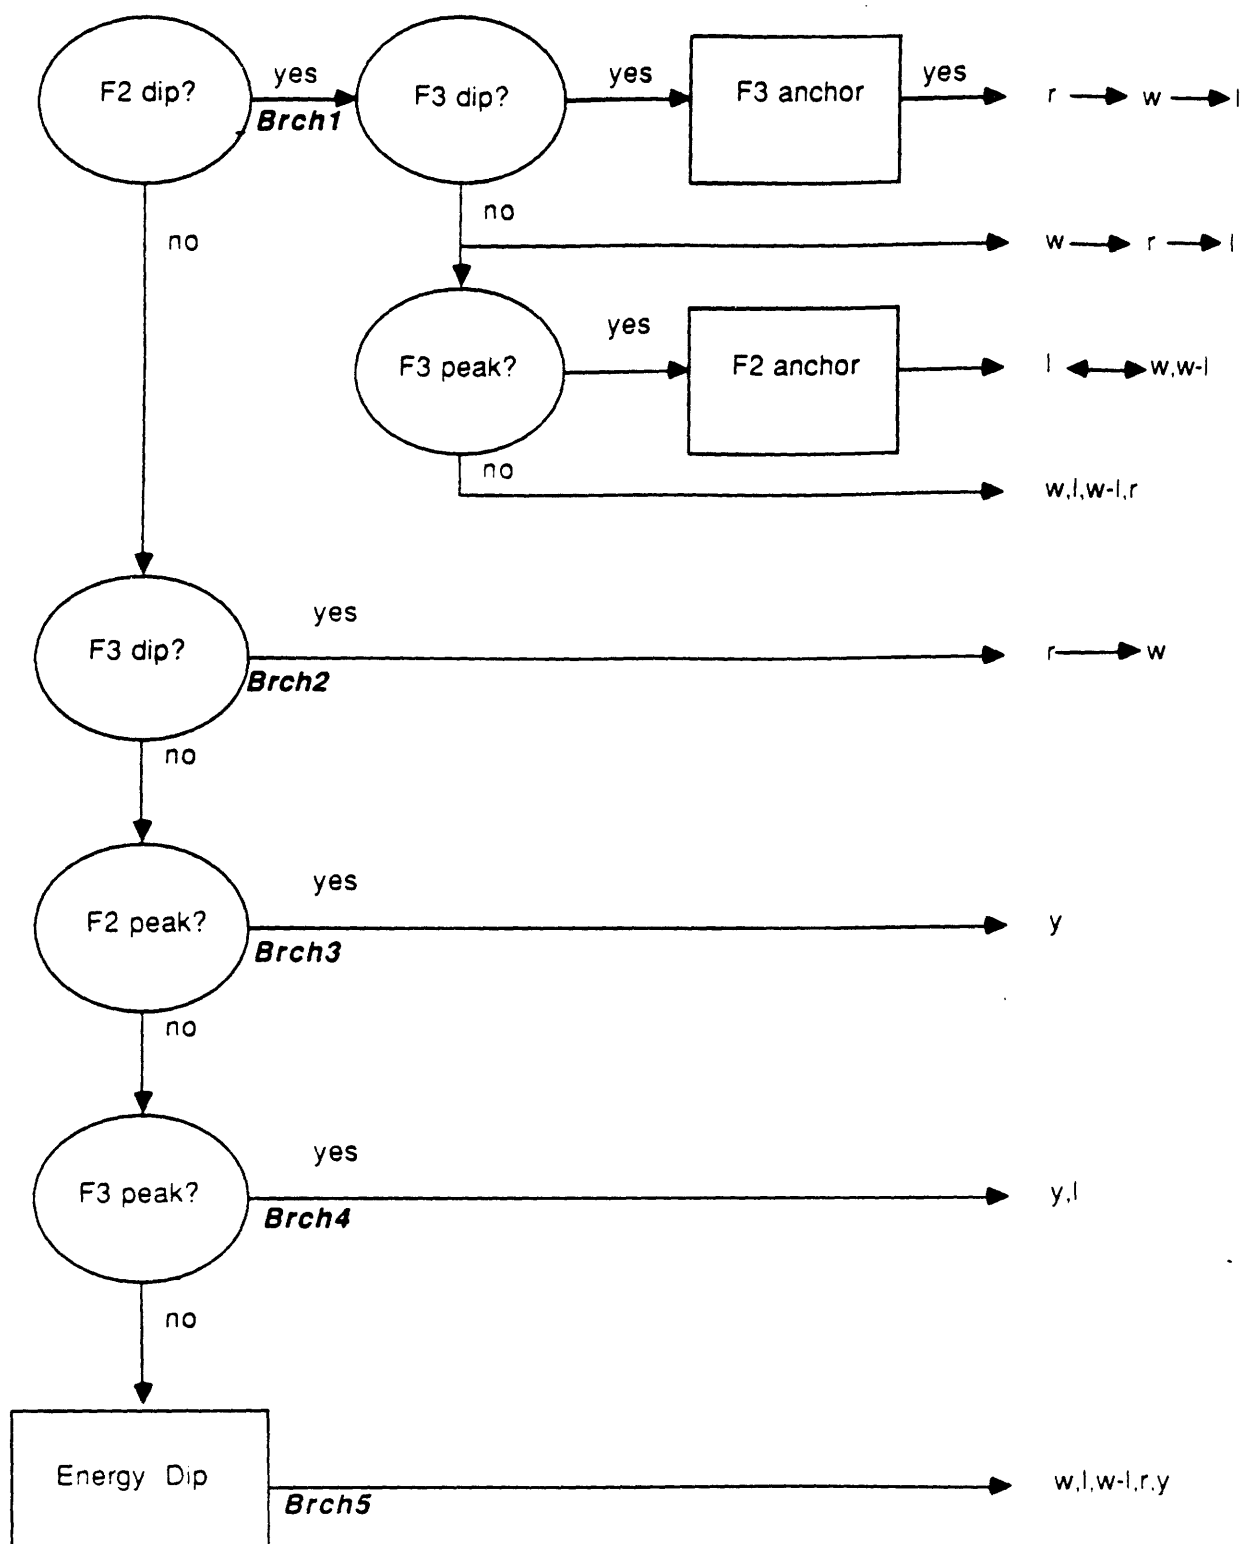 F2 dip?
yes
Brch1
F3 dip?
yes
F3 anchor
yes
r → w → l
no
no
w → r → l
F3 peak?
yes
F2 anchor
l ↔ w,w-l
no
w,l,w-l,r
F3 dip?
yes
Brch2
r → w
no
F2 peak?
yes
Brch3
y
no
F3 peak?
yes
Brch4
y,l
no
Energy Dip
Brch5
w,l,w-l,r,y